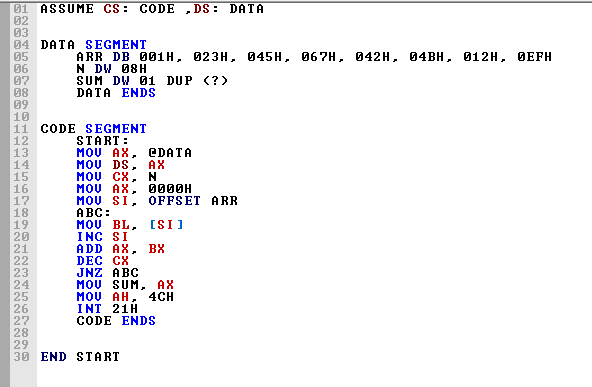 01 ASSUME CS: CODE ,DS: DATA
02
03
04 DATA SEGMENT
05 ARR DB 001H, 023H, 045H, 067H, 042H, 04BH, 012H, 0EFH
06 N DW 08H
07 SUM DW 01 DUP (?)
08 DATA ENDS
09
10
11 CODE SEGMENT
12 START:
13 MOV AX, @DATA
14 MOV DS, AX
15 MOV CX, N
16 MOV AX, 0000H
17 MOV SI, OFFSET ARR
18 ABC:
19 MOV BL, [SI]
20 INC SI
21 ADD AX, BX
22 DEC CX
23 JNZ ABC
24 MOV SUM, AX
25 MOV AH, 4CH
26 INT 21H
27 CODE ENDS
28
29
30 END START